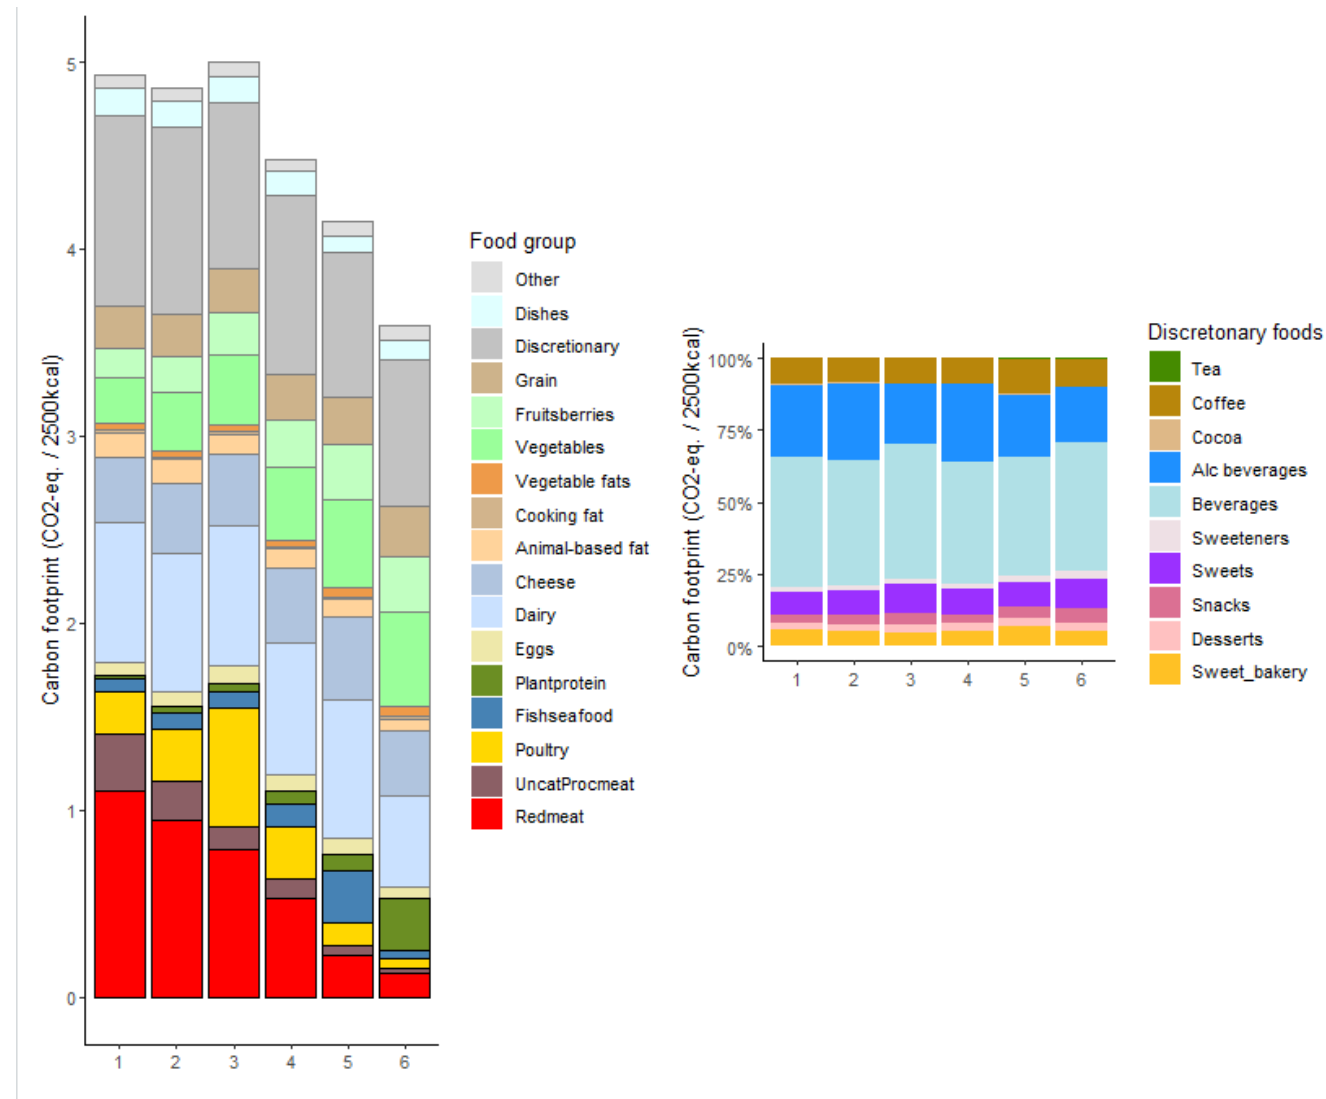 Carbon footprint (CO2-eq. / 2500kcal)
5
4
3
2
1
0
1 2 3 4 5 6
Food group
Other
Dishes
Discretionary
Grain
Fruitsberries
Vegetables
Vegetable fats
Cooking fat
Animal-based fat
Cheese
Dairy
Eggs
Plantprotein
Fishseafood
Poultry
UncatProcmeat
Redmeat
Carbon footprint (CO2-eq. / 2500kcal)
100%
75%
50%
25%
0%
1 2 3 4 5 6
Discretonary foods
Tea
Coffee
Cocoa
Alc beverages
Beverages
Sweeteners
Sweets
Snacks
Desserts
Sweet_bakery